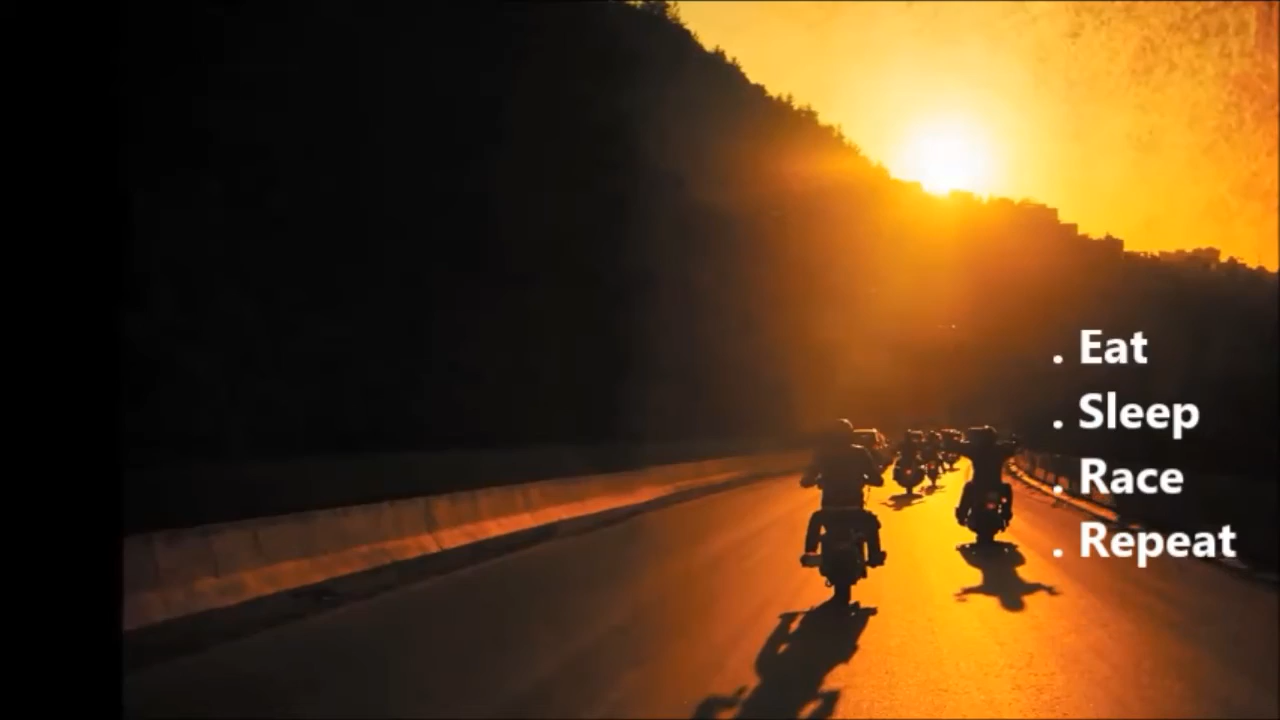 . Eat
. Sleep
. Race
. Repeat